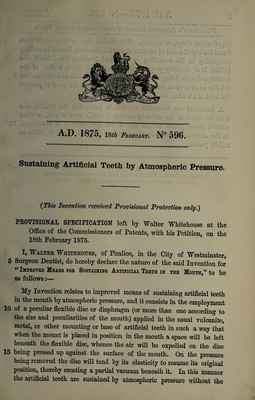 A.D. 1875, 18th FEBRUARY. Nº 596.
Sustaining Artificial Teeth by Atmospheric Pressure.
(This Invention received Provisional Protection only.)
PROVISIONAL SPECIFICATION left by Walter Whitehouse at the
Office of the Commissioners of Patents, with his Petition, on the
18th February 1875.
I, WALTER WHITEHOUSE, of Pimlico, in the City of Westminster,
5 Surgeon Dentist, do hereby declare the nature of the said Invention for
"IMPROVED MEANS FOR SUSTAINING ARTIFICIAL TEETH IN THE MOUTH," to be
as follows:—
My Invention relates to improved means of sustaining artificial teeth
in the mouth by atmospheric pressure, and it consists in the employment
10 of a peculiar flexible disc or diaphragm (or more than one according to
the size and peculiarities of the mouth) applied in the usual vulcanite,
metal, or other mounting or base of artificial teeth in such a way that
when the mount is placed in position in the mouth a space will be left
beneath the flexible disc, whence the air will be expelled on the disc
15 being pressed up against the surface of the mouth. On the pressure
being removed the disc will tend by its elasticity to resume its original
position, thereby creating a partial vacuum beneath it. In this manner
the artificial teeth are sustained by atmospheric pressure without the